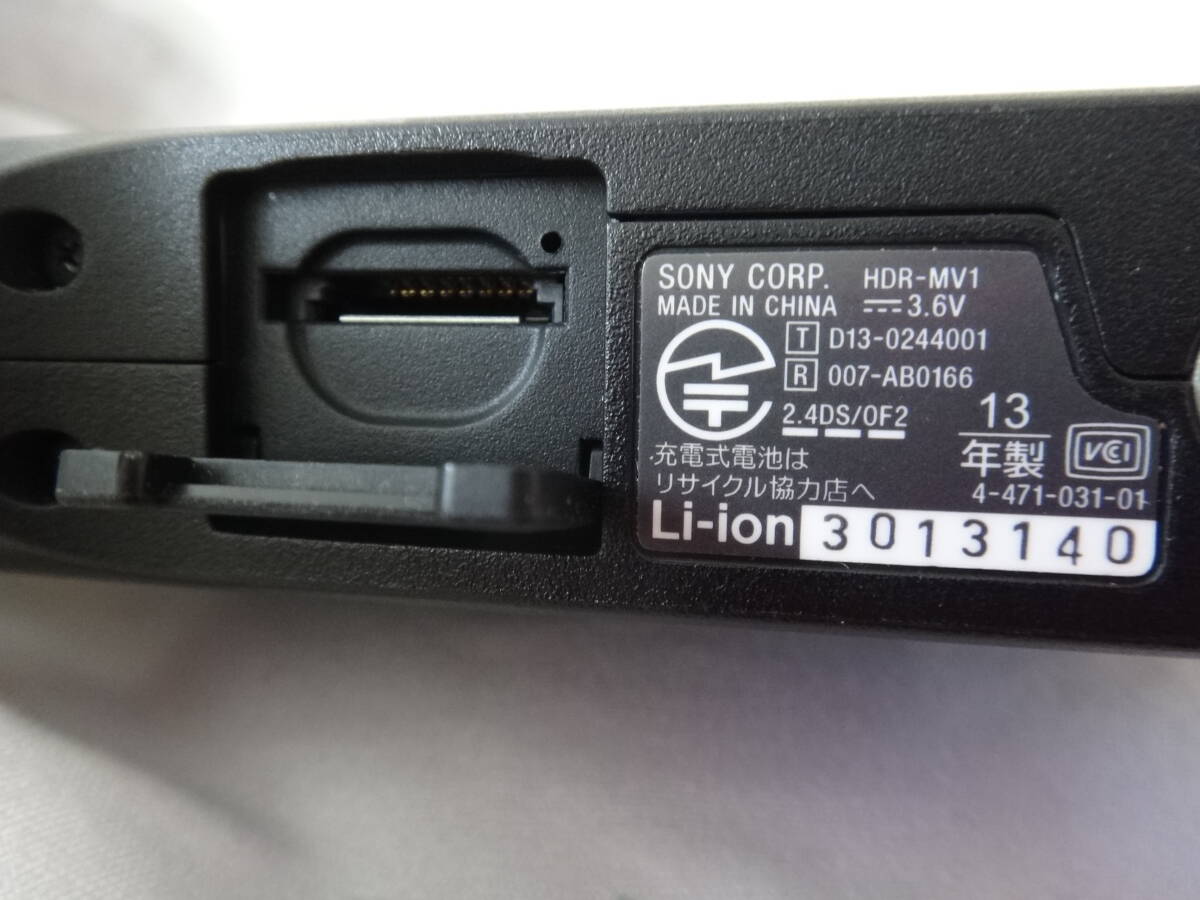 SONY CORP. HDR-MV1
MADE IN CHINA ⎓3.6V
T D13-0244001
R 007-AB0166
2.4DS/OF2
13
年製
VCI
充電式電池は
リサイクル協力店へ
4-471-031-01
Li-ion 3013140